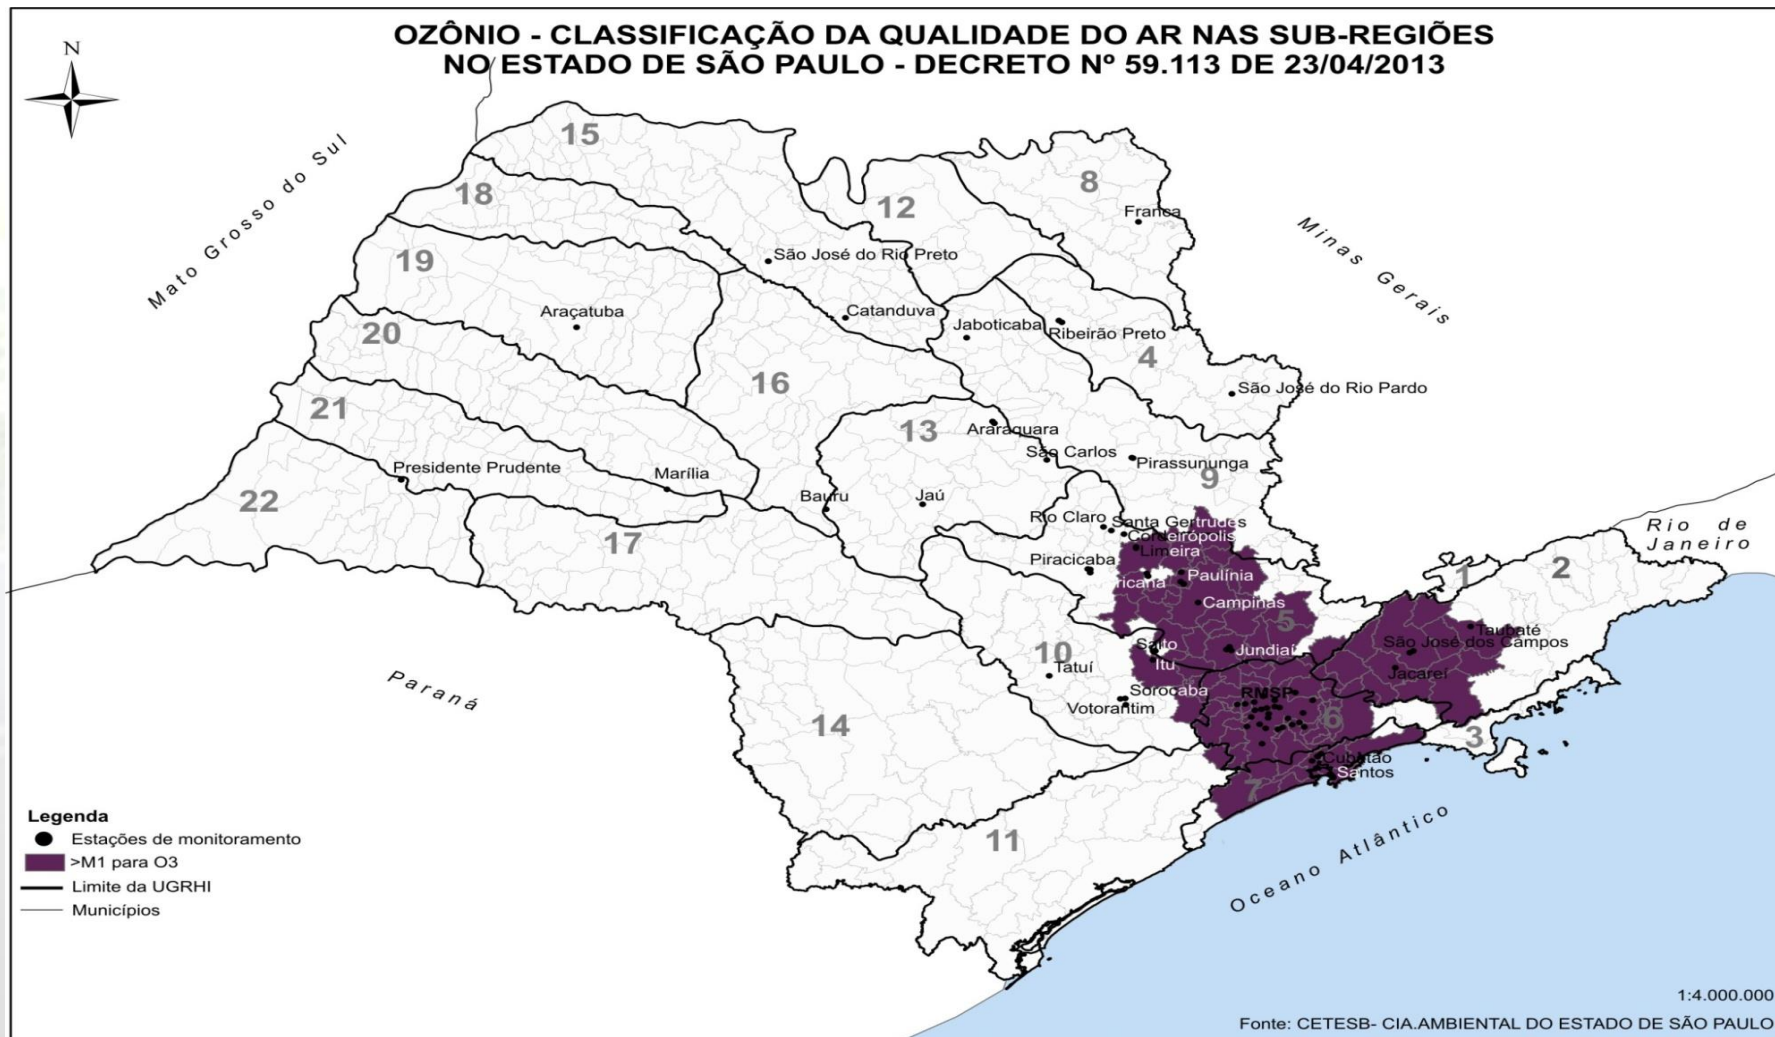 OZÔNIO - CLASSIFICAÇÃO DA QUALIDADE DO AR NAS SUB-REGIÕES
NO ESTADO DE SÃO PAULO - DECRETO Nº 59.113 DE 23/04/2013
N
Mato Grosso do Sul
Minas Gerais
Rio de
Janeiro
Paraná
Oceano Atlântico
15
18
12
8
Franca
19
São José do Rio Preto
Araçatuba
Catanduva
Jaboticaba
Ribeirão Preto
20
4
16
São José do Rio Pardo
21
13
Araraquara
São Carlos
Pirassununga
Presidente Prudente
Marília
9
22
Bauru
Jaú
17
Rio Claro
Santa Gertrudes
Cordeirópolis
Limeira
Piracicaba
ricana
Paulínia
Campinas
1
2
5
Taubaté
São José dos Campos
Jacareí
10
Salto
Itu
Jundiaí
Tatuí
Sorocaba
Votorantim
RMSP
6
14
3
Cubatão
Santos
7
11
Legenda
Estações de monitoramento
>M1 para O3
Limite da UGRHI
Municípios
1:4.000.000
Fonte: CETESB- CIA.AMBIENTAL DO ESTADO DE SÃO PAULO